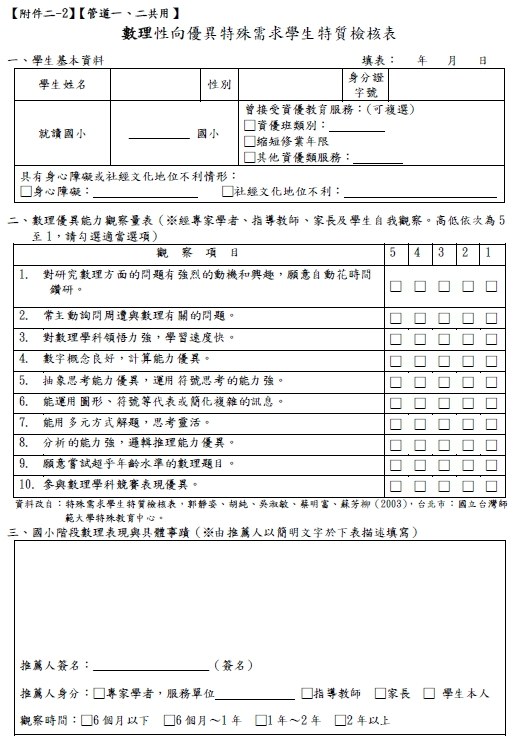 【附件二-2】【管道一、二共用】
數理性向優異特殊需求學生特質檢核表
一、學生基本資料 填表： 年 月 日
學生姓名 性別 身分證字號
就讀國小 ________ 國小
曾接受資優教育服務：(可複選)
□資優班類別：________
□縮短修業年限
□其他資優類服務：________
具有身心障礙或社經文化地位不利情形：
□身心障礙：________ □社經文化地位不利：________
二、數理優異能力觀察量表（※經專家學者、指導教師、家長及學生自我觀察。高低依次為5
至1，請勾選適當選項）
觀察項目 5 4 3 2 1
1. 對研究數理方面的問題有強烈的動機和興趣，願意自動花時間
鑽研。 □ □ □ □ □
2. 常主動詢問周遭與數理有關的問題。 □ □ □ □ □
3. 對數理學科領悟力強，學習速度快。 □ □ □ □ □
4. 數字概念良好，計算能力優異。 □ □ □ □ □
5. 抽象思考能力優異，運用符號思考的能力強。 □ □ □ □ □
6. 能運用圖形、符號等代表或簡化複雜的訊息。 □ □ □ □ □
7. 能用多元方式解題，思考靈活。 □ □ □ □ □
8. 分析的能力強，邏輯推理能力優異。 □ □ □ □ □
9. 願意嘗試超乎年齡水準的數理題目。 □ □ □ □ □
10. 參與數理學科競賽表現優異。 □ □ □ □ □
資料改自：特殊需求學生特質檢核表，郭靜姿、胡純、吳淑敏、蔡明富、蘇芳柳(2003)，台北市：國立台灣師
範大學特殊教育中心。
三、國小階段數理表現與具體事蹟（※由推薦人以簡明文字於下表描述填寫）
推薦人簽名：________（簽名）
推薦人身分：□專家學者，服務單位________ □指導教師 □家長 □ 學生本人
觀察時間：□6個月以下 □6個月～1年 □1年～2年 □2年以上